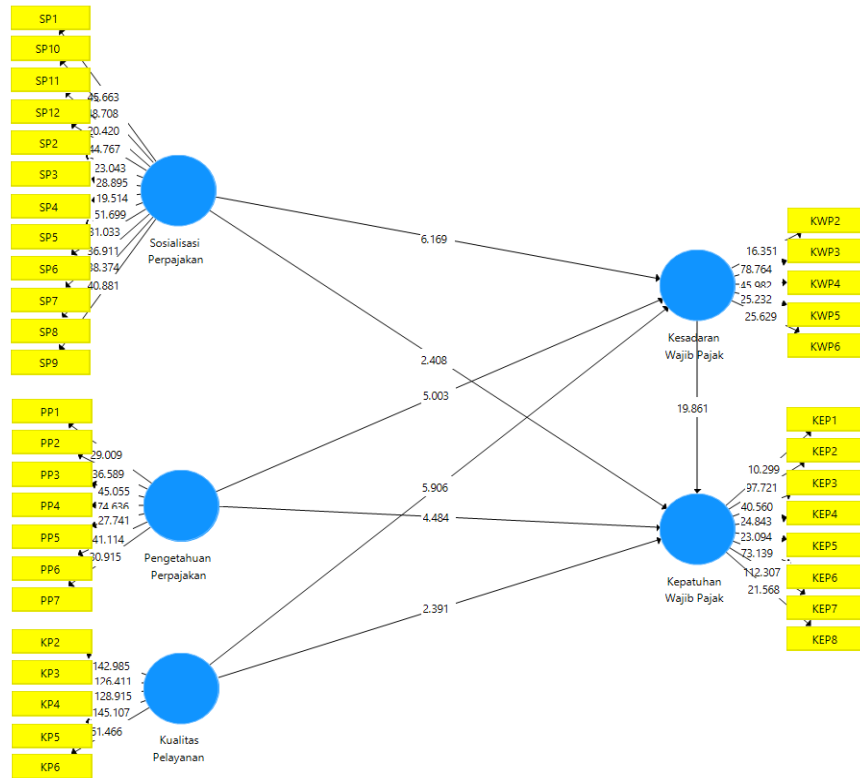 SP1
SP10
SP11
SP12
SP2
SP3
SP4
SP5
SP6
SP7
SP8
SP9
45.663
20.420
44.767
23.043
28.895
19.514
51.699
36.911
40.881
Sosialisasi
Perpajakan
PP1
PP2
PP3
PP4
PP5
PP6
PP7
29.009
36.589
45.055
74.636
27.741
41.114
Pengetahuan
Perpajakan
KP2
KP3
KP4
KP5
KP6
142.985
126.411
128.915
145.107
Kualitas
Pelayanan
6.169
2.408
5.003
5.906
4.484
2.391
19.861
Kesadaran
Wajib Pajak
16.351
78.764
45.982
25.232
25.629
KWP2
KWP3
KWP4
KWP5
KWP6
Kepatuhan
Wajib Pajak
10.299
97.721
40.560
24.843
23.094
73.139
112.307
21.568
KEP1
KEP2
KEP3
KEP4
KEP5
KEP6
KEP7
KEP8